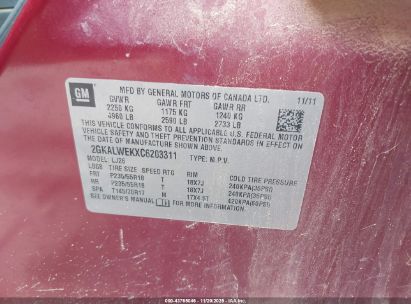 GM
MFD BY GENERAL MOTORS OF CANADA LTD. 11/11
GVWR GAWR FRT GAWR RR
2250 KG 1175 KG 1240 KG
4960 LB 2590 LB 2733 LB
THIS VEHICLE CONFORMS TO ALL APPLICABLE U.S. FEDERAL MOTOR
VEHICLE SAFETY AND THEFT PREVENTION STANDARDS IN EFFECT ON
THE DATE OF MANUFACTURE SHOWN ABOVE.
2GKALWEKXC6203311 TYPE: M.P.V.
MODEL: LJ26
TIRE SIZE SPEED RTG RIM COLD TIRE PRESSURE
FRT P235/55R18 T 18X7J 240KPA(35PSI)
RR P235/55R18 T 18X7J 240KPA(35PSI)
SPA T145/70R17 M 17X4 ST 420KPA(60PSI)
SEE OWNER'S MANUAL FOR MORE INFORMATION.